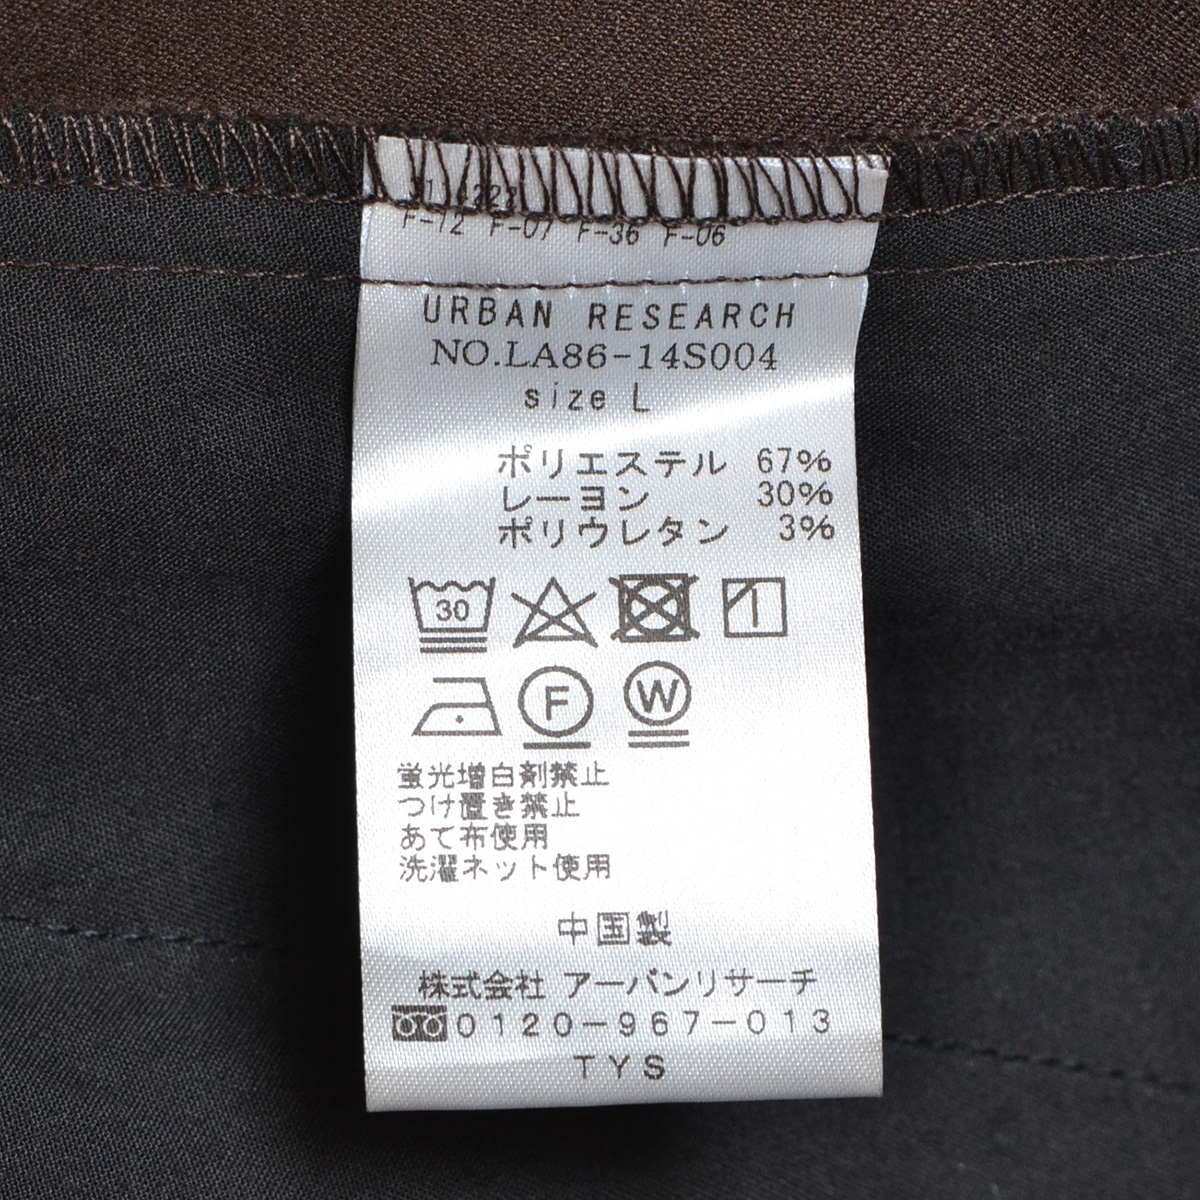 F-12 F-07 F-36 F-06
URBAN RESEARCH
NO.LA86-14S004
size L
ポリエステル 67%
レーヨン 30%
ポリウレタン 3%
30
F W
蛍光増白剤禁止
つけ置き禁止
あて布使用
洗濯ネット使用
中国製
株式会社 アーバンリサーチ
0120-967-013
TYS